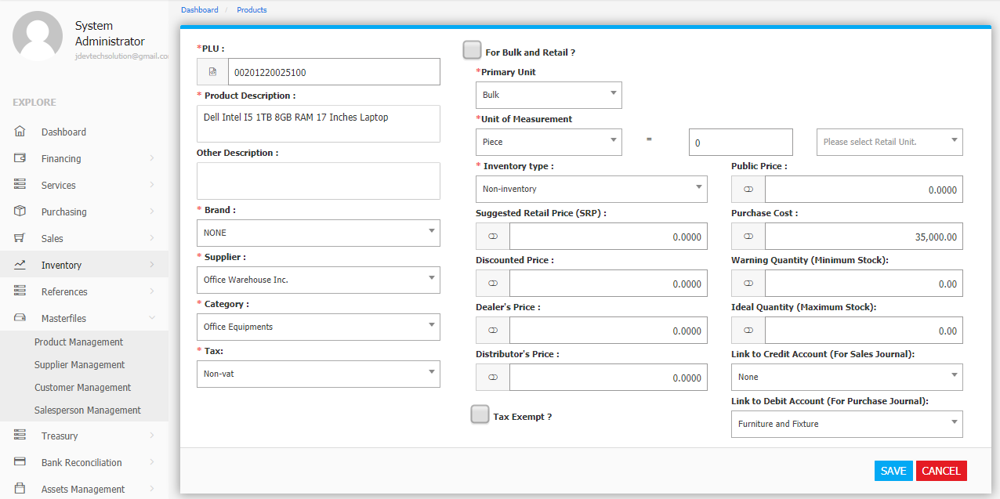 System
Administrator
jdevtechsolution@gmail.co
EXPLORE
Dashboard
Financing
Services
Purchasing
Sales
Inventory
References
Masterfiles
Product Management
Supplier Management
Customer Management
Salesperson Management
Treasury
Bank Reconciliation
Assets Management
Dashboard / Products
*PLU :
00201220025100
* Product Description :
Dell Intel I5 1TB 8GB RAM 17 Inches Laptop
Other Description :
* Brand :
NONE
* Supplier :
Office Warehouse Inc.
* Category :
Office Equipments
* Tax:
Non-vat
For Bulk and Retail ?
*Primary Unit
Bulk
*Unit of Measurement
Piece = 0 Please select Retail Unit.
* Inventory type :
Non-inventory
Suggested Retail Price (SRP) :
0.0000
Discounted Price :
0.0000
Dealer's Price :
0.0000
Distributor's Price :
0.0000
Tax Exempt ?
Public Price :
0.0000
Purchase Cost :
35,000.00
Warning Quantity (Minimum Stock):
0.00
Ideal Quantity (Maximum Stock):
0.00
Link to Credit Account (For Sales Journal):
None
Link to Debit Account (For Purchase Journal):
Furniture and Fixture
SAVE CANCEL